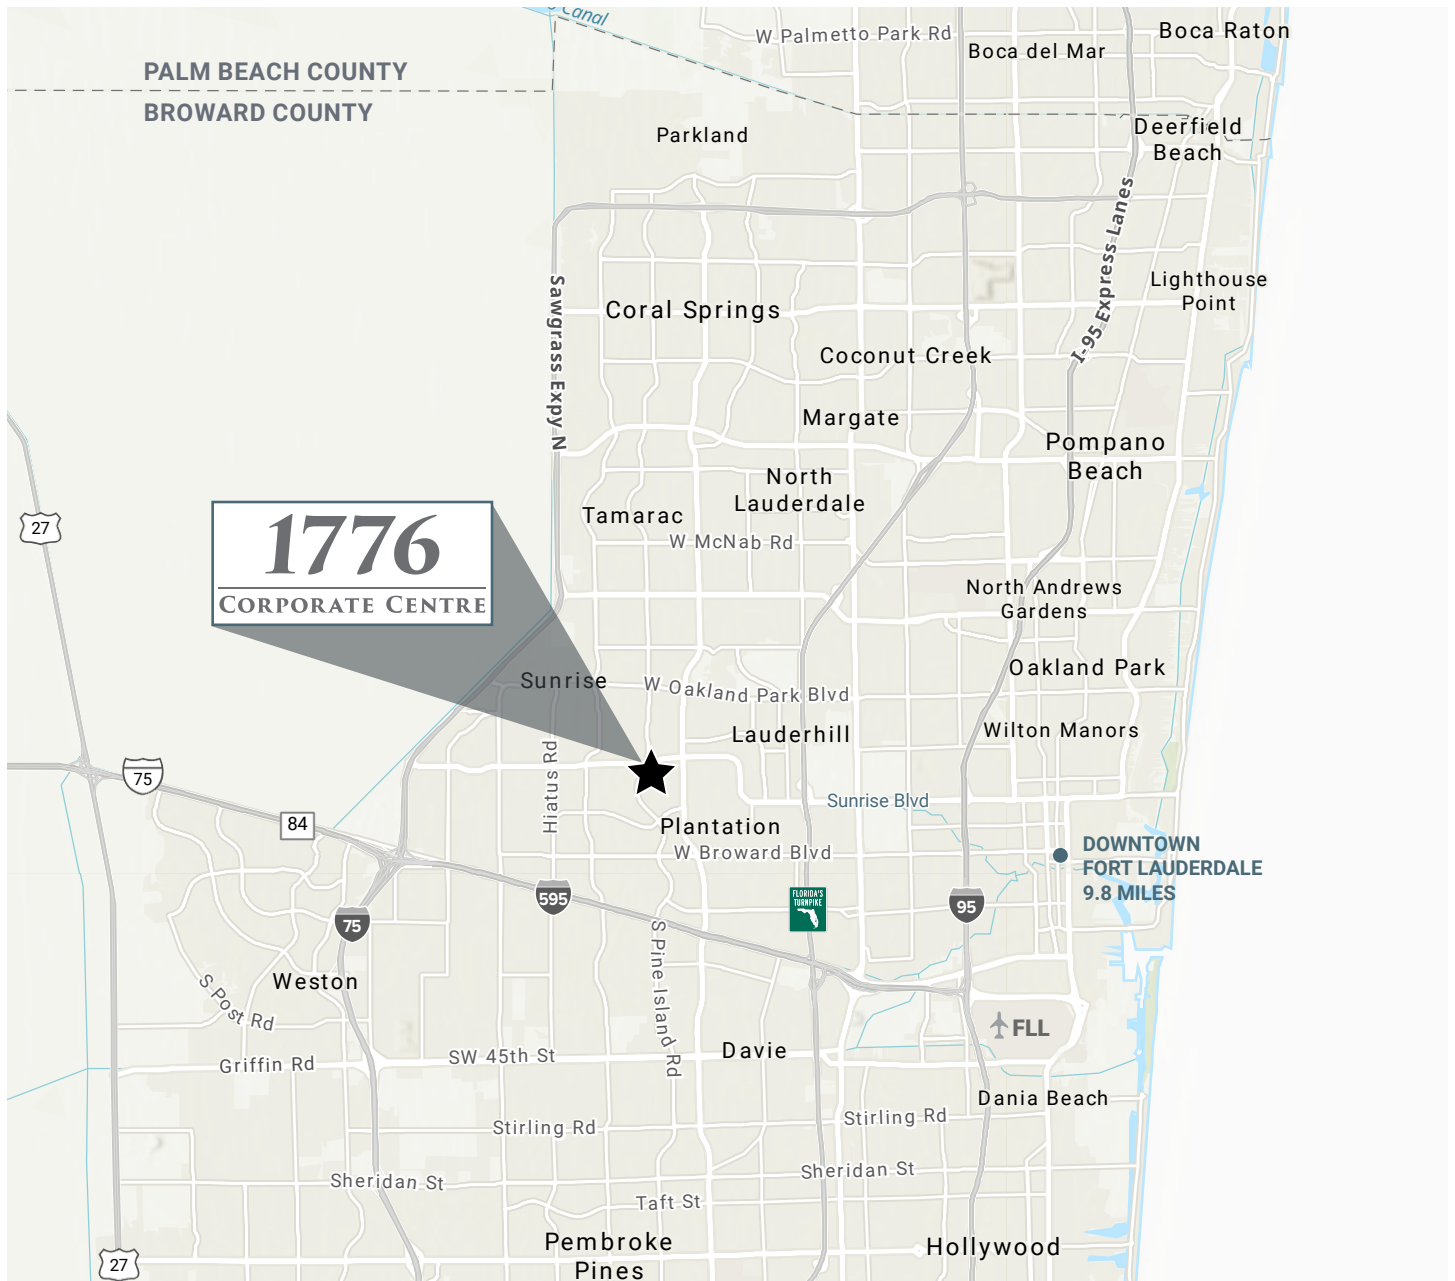 Canal
W Palmetto Park Rd
Boca Raton
Boca del Mar
PALM BEACH COUNTY
BROWARD COUNTY
Parkland
Deerfield
Beach
I-95 Express Lanes
Lighthouse
Point
Sawgrass Expy N
Coral Springs
Coconut Creek
Margate
Pompano
Beach
North
Lauderdale
Tamarac
W McNab Rd
27
1776
CORPORATE CENTRE
North Andrews
Gardens
Oakland Park
Sunrise
W Oakland Park Blvd
Lauderhill
Wilton Manors
75
Hiatus Rd
Sunrise Blvd
84
Plantation
W Broward Blvd
DOWNTOWN
FORT LAUDERDALE
9.8 MILES
595
FLORIDA'S
TURNPIKE
95
75
S Pine Island Rd
Weston
S Post Rd
FLL
Davie
SW 45th St
Griffin Rd
Dania Beach
Stirling Rd
Stirling Rd
Sheridan St
Sheridan St
Taft St
Pembroke
Pines
Hollywood
27